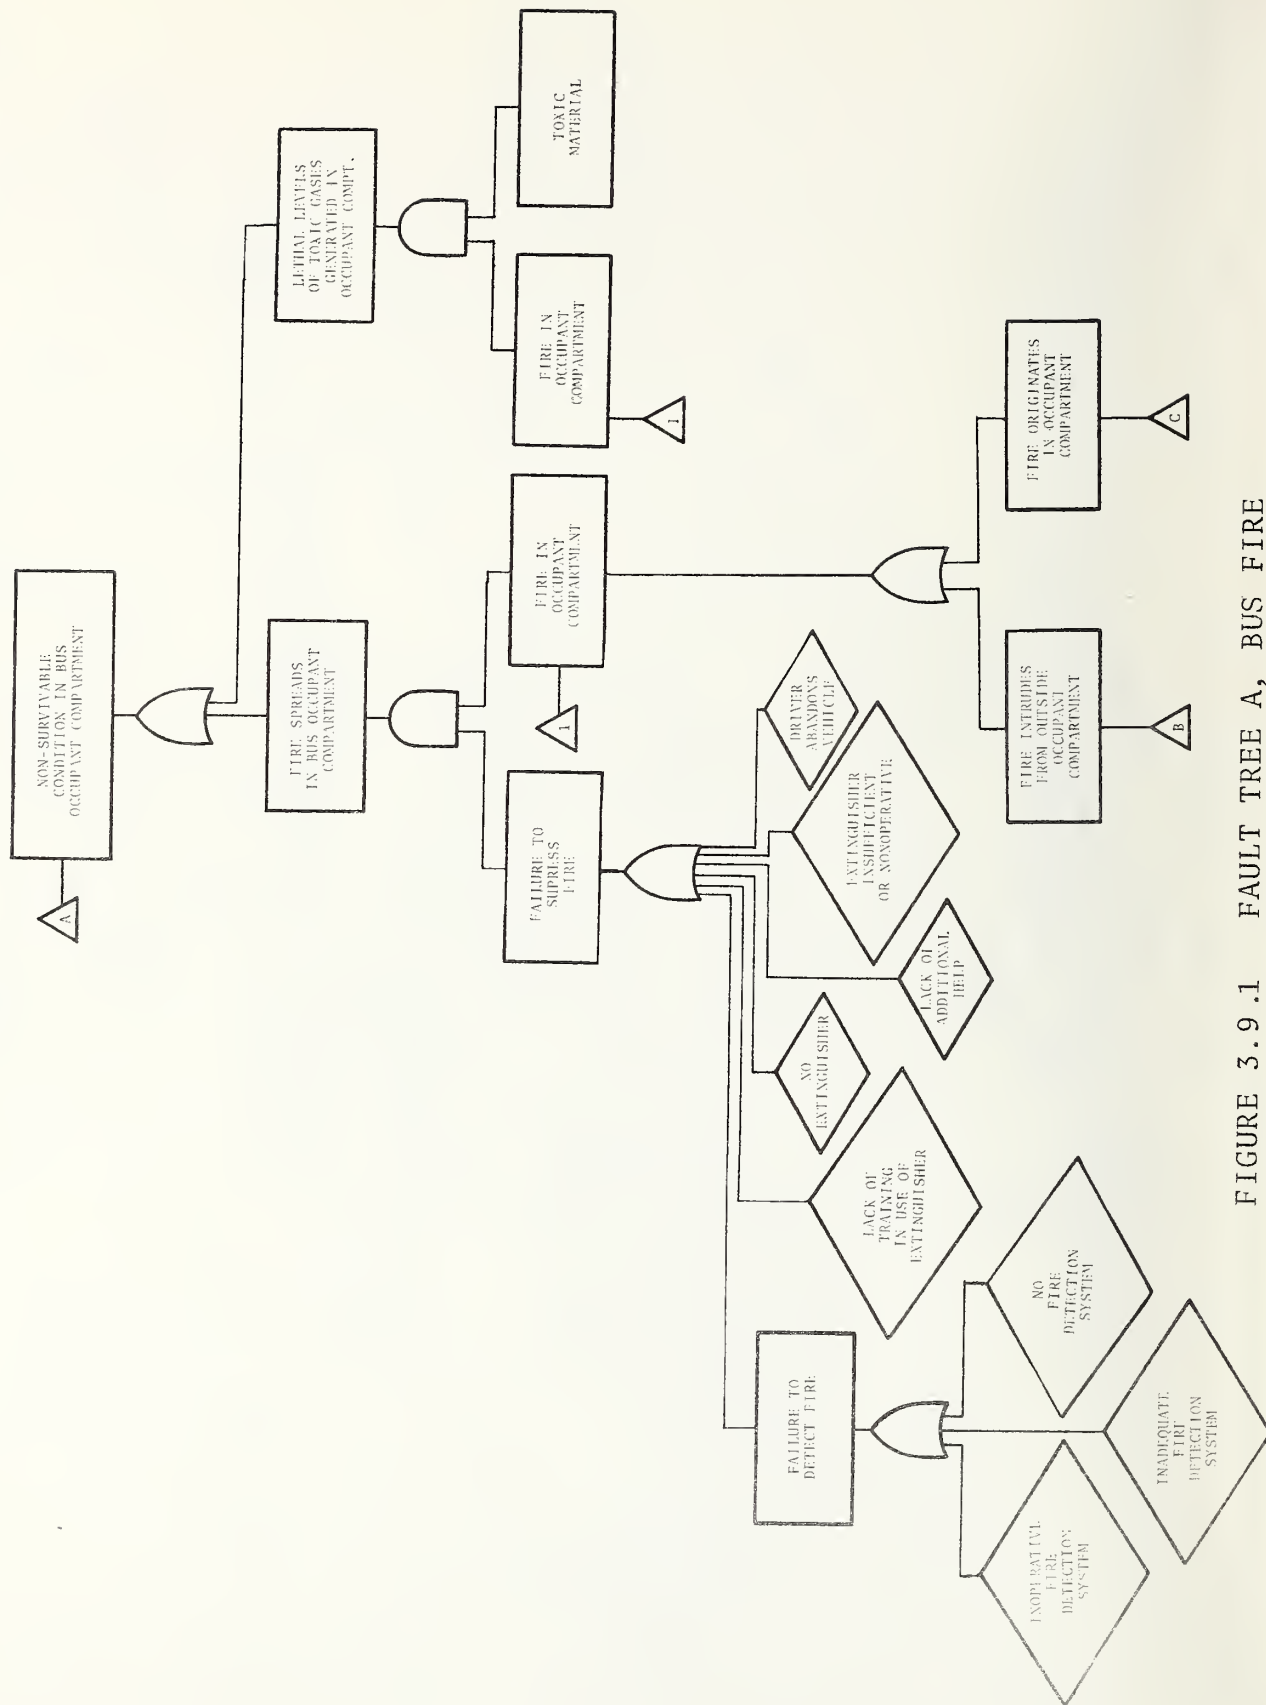 NON-SURVIVABLE
CONDITION IN BUS
OCCUPANT COMPARTMENT
A
FIRE SPREADS
IN BUS OCCUPANT
COMPARTMENT
LETHAL LEVELS
OF TOXIC GASES
GENERATED IN
OCCUPANT COMPT.
FAILURE TO
SUPRESS
FIRE
FIRE IN
OCCUPANT
COMPARTMENT
1
FIRE IN
OCCUPANT
COMPARTMENT
1
TOXIC
MATERIAL
FAILURE TO
DETECT FIRE
LACK OF
TRAINING
IN USE OF
EXTINGUISHER
NO
EXTINGUISHER
LACK OF
ADDITIONAL
HELP
EXTINGUISHER
INSUFFICIENT
OR NONOPERATIVE
DRIVER
ABANDONS
VEHICLE
INOPERATIVE
FIRE
DETECTION
SYSTEM
INADEQUATE
FIRE
DETECTION
SYSTEM
NO
FIRE
DETECTION
SYSTEM
FIRE INTRUDES
FROM OUTSIDE
OCCUPANT
COMPARTMENT
B
FIRE ORIGINATES
IN OCCUPANT
COMPARTMENT
C
FIGURE 3.9.1 FAULT TREE A, BUS FIRE